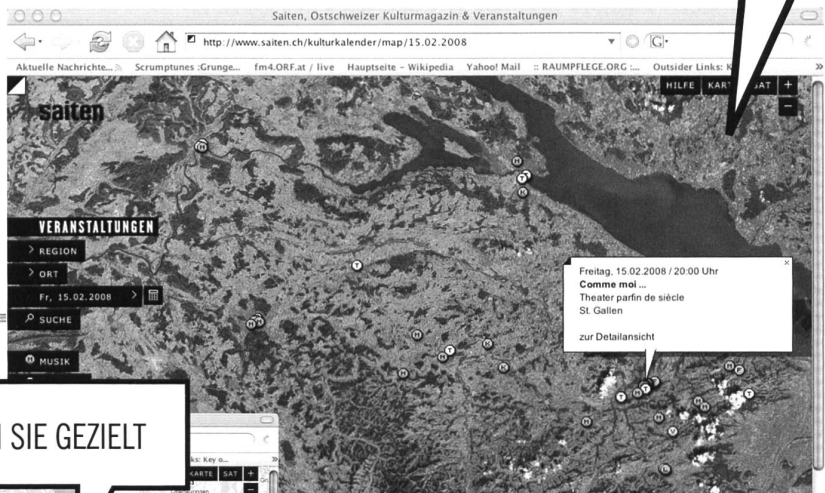 Saiten, Ostschweizer Kulturmagazin & Veranstaltungen
http://www.saiten.ch/kulturkalender/map/15.02.2008
Aktuelle Nachrichte... Scrumptunes :Grunge... fm4.ORF.at / live Hauptseite – Wikipedia Yahoo! Mail :: RAUMPFLEGE.ORG :... Outsider Links: K
HILFE KART SAT +
−
saiten
VERANSTALTUNGEN
> REGION
> ORT
Fr, 15.02.2008 >
SUCHE
M MUSIK
Freitag, 15.02.2008 / 20:00 Uhr
Comme moi ...
Theater parfin de siècle
St. Gallen
zur Detailansicht
SIE GEZIELT
ks: Key o...
KARTE SAT +
−